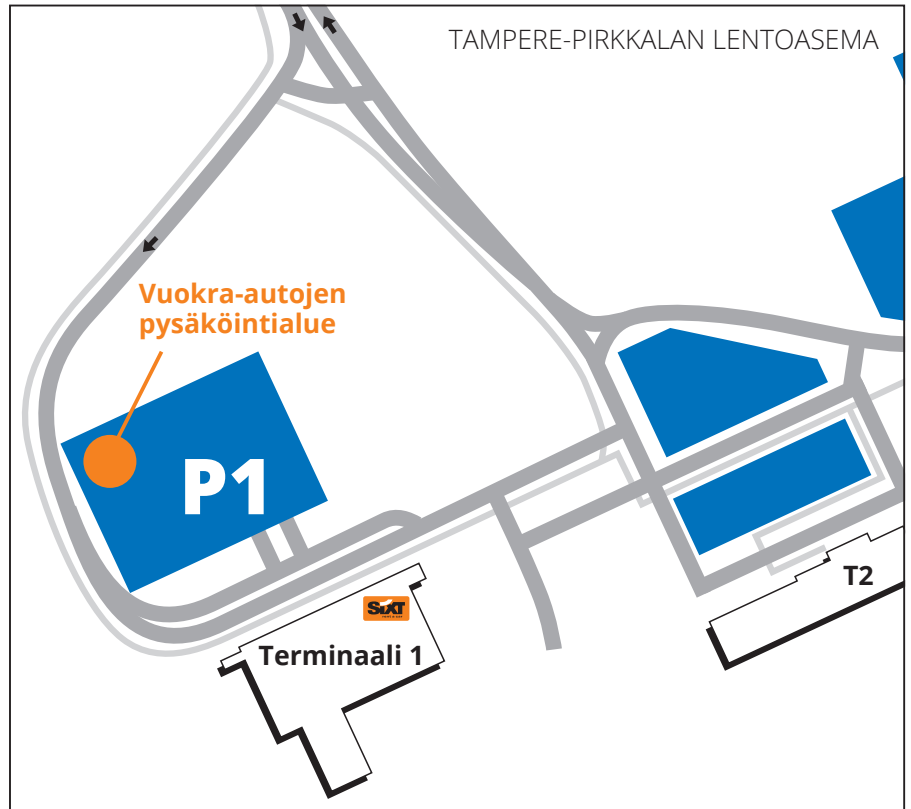 TAMPERE-PIRKKALAN LENTOASEMA
Vuokra-autojen
pysäköintialue
P1
SIXT
T2
Terminaali 1